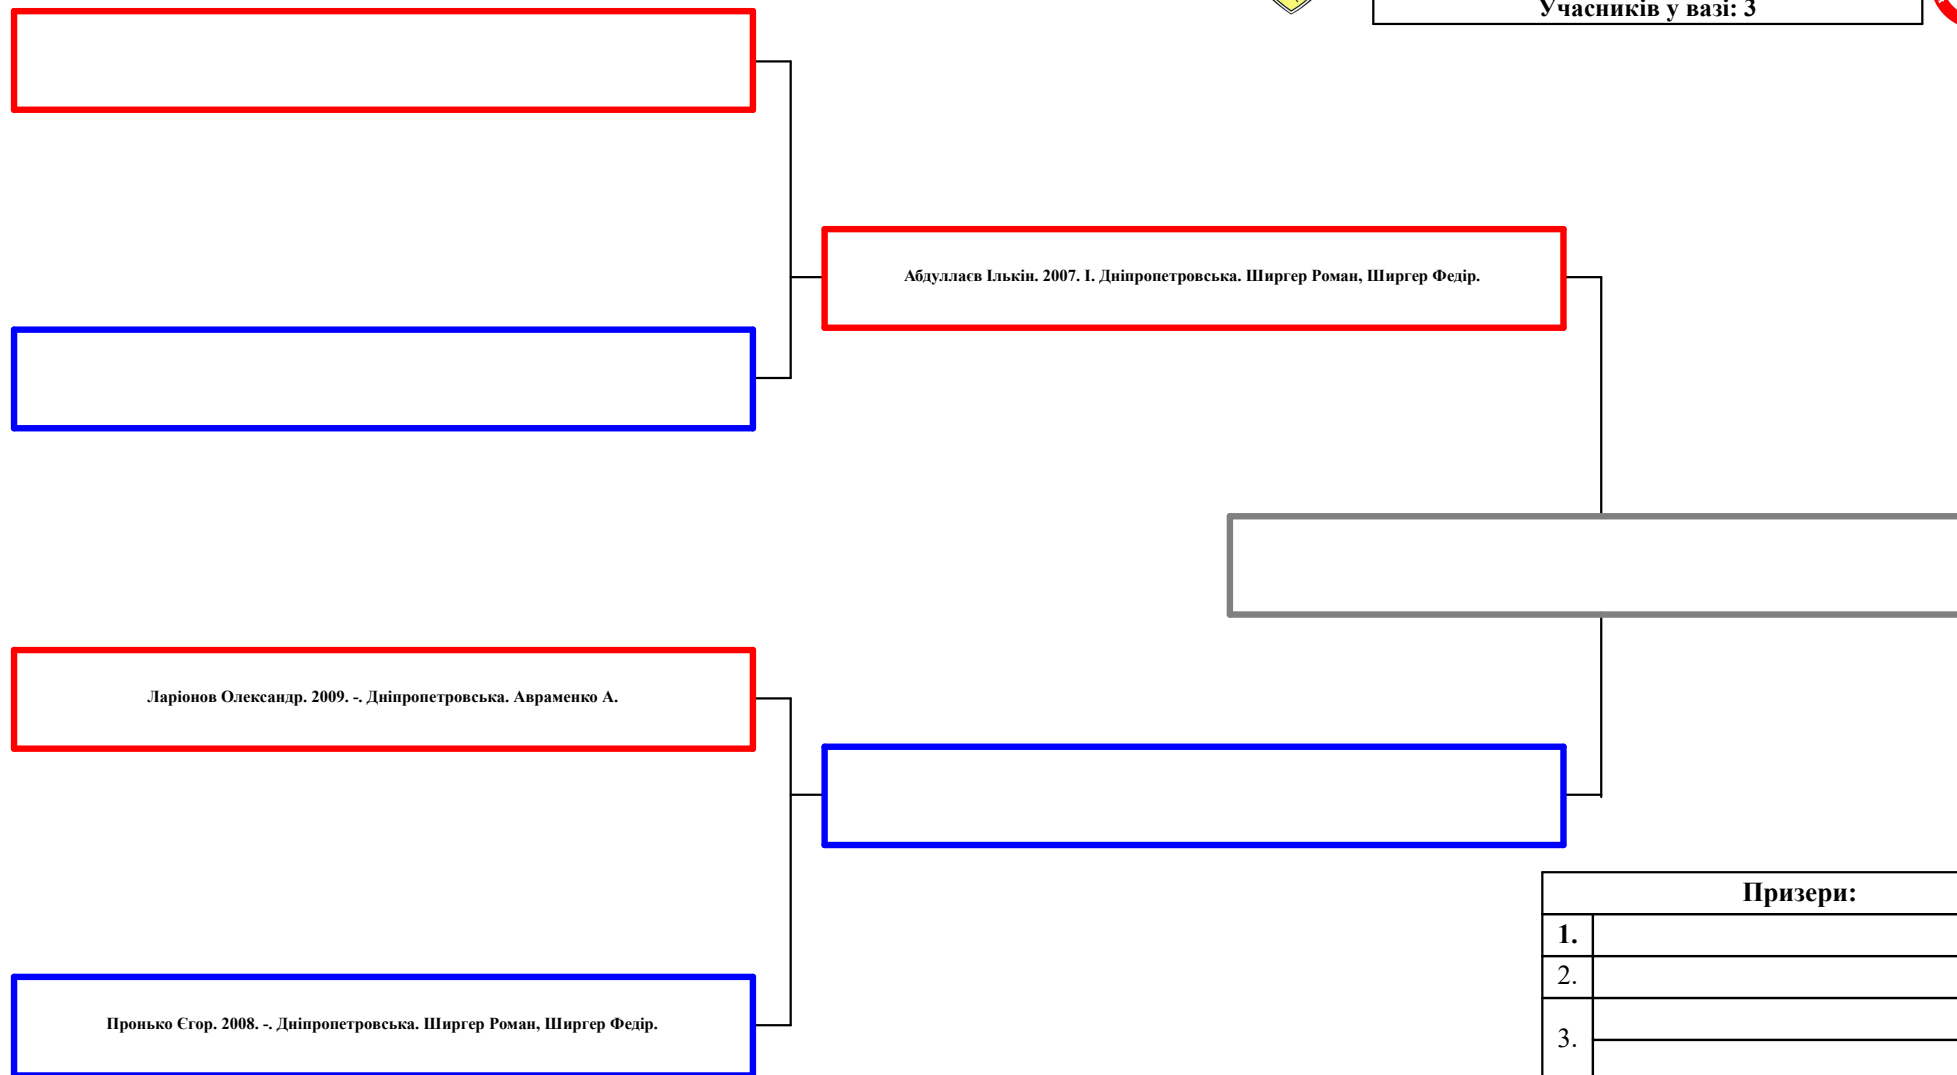 Учасників у вазі: 3
Абдуллаєв Ількін. 2007. І. Дніпропетровська. Ширгер Роман, Ширгер Федір.
Ларіонов Олександр. 2009. -. Дніпропетровська. Авраменко А.
Пронько Єгор. 2008. -. Дніпропетровська. Ширгер Роман, Ширгер Федір.
Призери:
1.
2.
3.